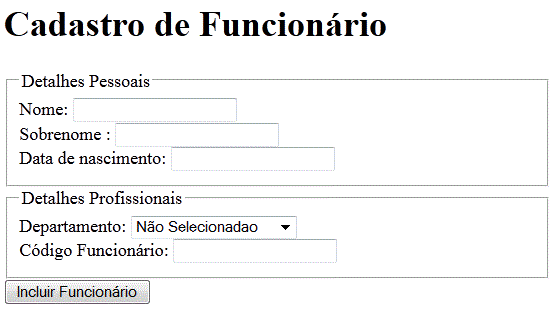 Cadastro de Funcionário
Detalhes Pessoais
Nome:
Sobrenome :
Data de nascimento:
Detalhes Profissionais
Departamento: Não Selecionadao
Código Funcionário:
Incluir Funcionário